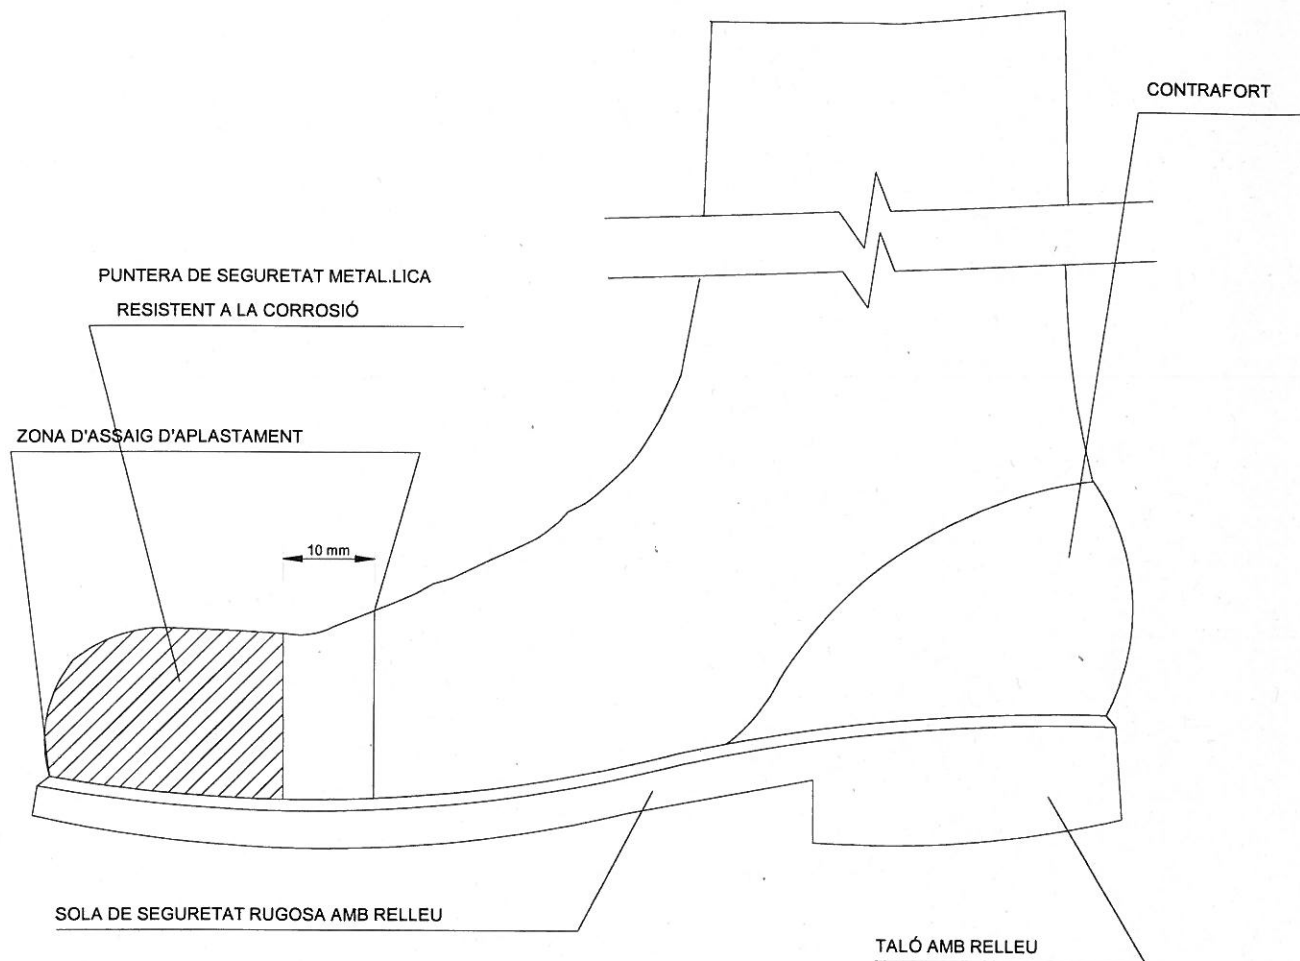 CONTRAFORT
PUNTERA DE SEGURETAT METAL.LICA
RESISTENT A LA CORROSIÓ
ZONA D'ASSAIG D'APLASTAMENT
10 mm
SOLA DE SEGURETAT RUGOSA AMB RELLEU
TALÓ AMB RELLEU